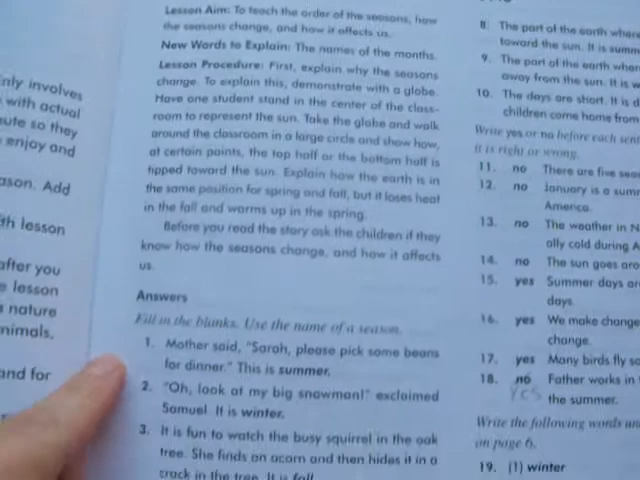 nly involves
with actual
ute so they
enjoy and
ason. Add
th lesson
after you
e lesson
nature
nimals,
and for
Lesson Aim: To teach the order of the seasons, how
the seasons change, and how it affects us.
New Words to Explain: The names of the months.
Lesson Procedure: First, explain why the seasons
change. To explain this, demonstrate with a globe.
Have one student stand in the center of the class-
room to represent the sun. Take the globe and walk
around the classroom in a large circle and show how,
at certain points, the top half or the bottom half is
tipped toward the sun. Explain how the earth is in
the same position for spring and fall, but it loses heat
in the fall and warms up in the spring.
Before you read the story ask the children if they
know how the seasons change, and how it affects
us.
Answers
Fill in the blanks. Use the name of a season.
1. Mother said, "Sarah, please pick some beans
for dinner." This is summer.
2. "Oh, look at my big snowman!" exclaimed
Samuel. It is winter.
3. It is fun to watch the busy squirrel in the oak
tree. She finds an acorn and then hides it in a
crack in the tree. It is fall.
8. The part of the earth where
toward the sun. It is summ
9. The part of the earth when
away from the sun. It is w
10. The days are short. It is d
children come home from
Write yes or no before each sent
it is right or wrong.
11. no There are five seas
12. no January is a sum
America.
13. no The weather in N
ally cold during A
14. no The sun goes aro
15. yes Summer days ar
days.
16. yes We make change
change.
17. yes Many birds fly so
18. no Father works in
yes the summer.
Write the following words un
on page 6.
19. (1) winter